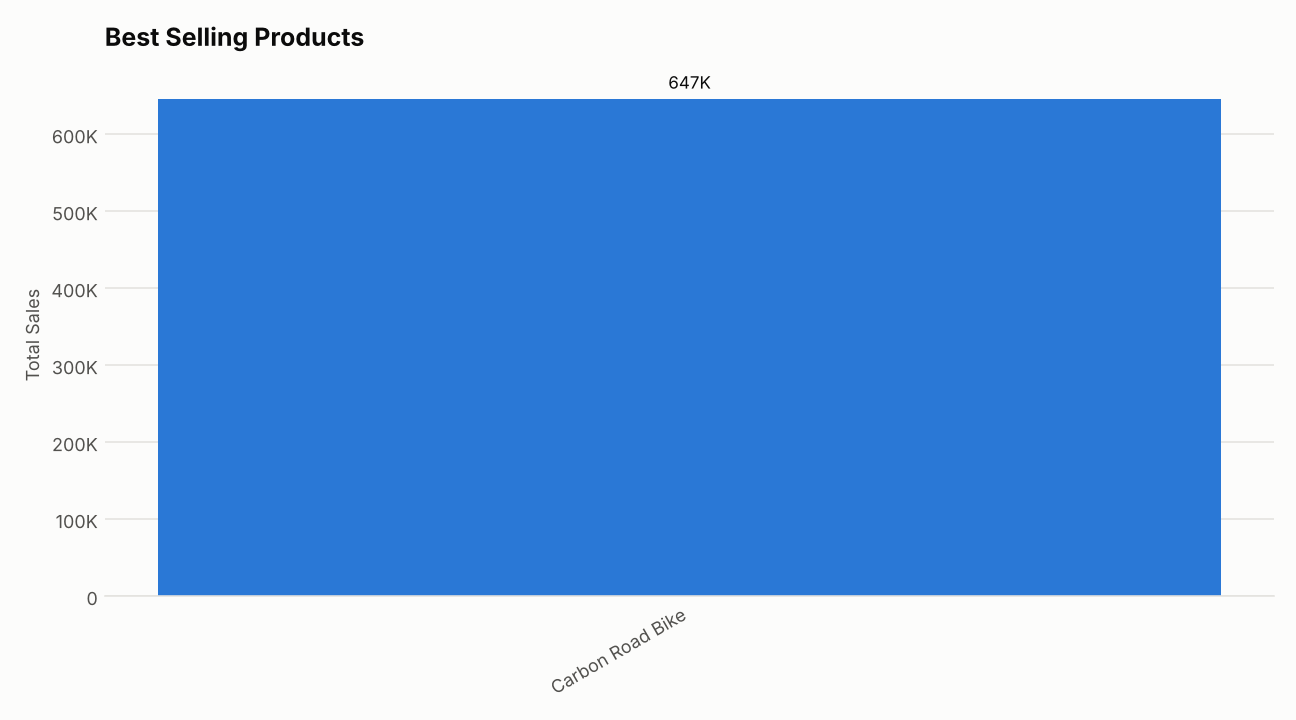 Best Selling Products
647K
600K
500K
400K
300K
200K
100K
0
Total Sales
Carbon Road Bike